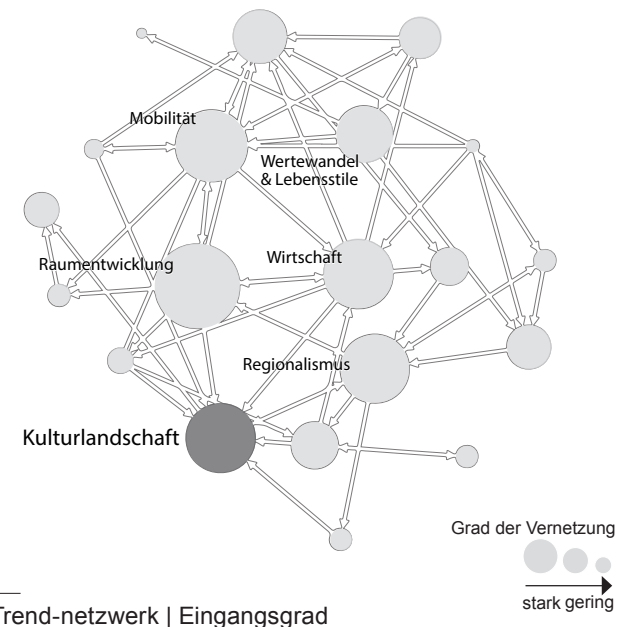 Mobilität
Wertewandel
& Lebensstile
Raumentwicklung
Wirtschaft
Regionalismus
Kulturlandschaft
Grad der Vernetzung
stark gering
Trend-netzwerk | Eingangsgrad